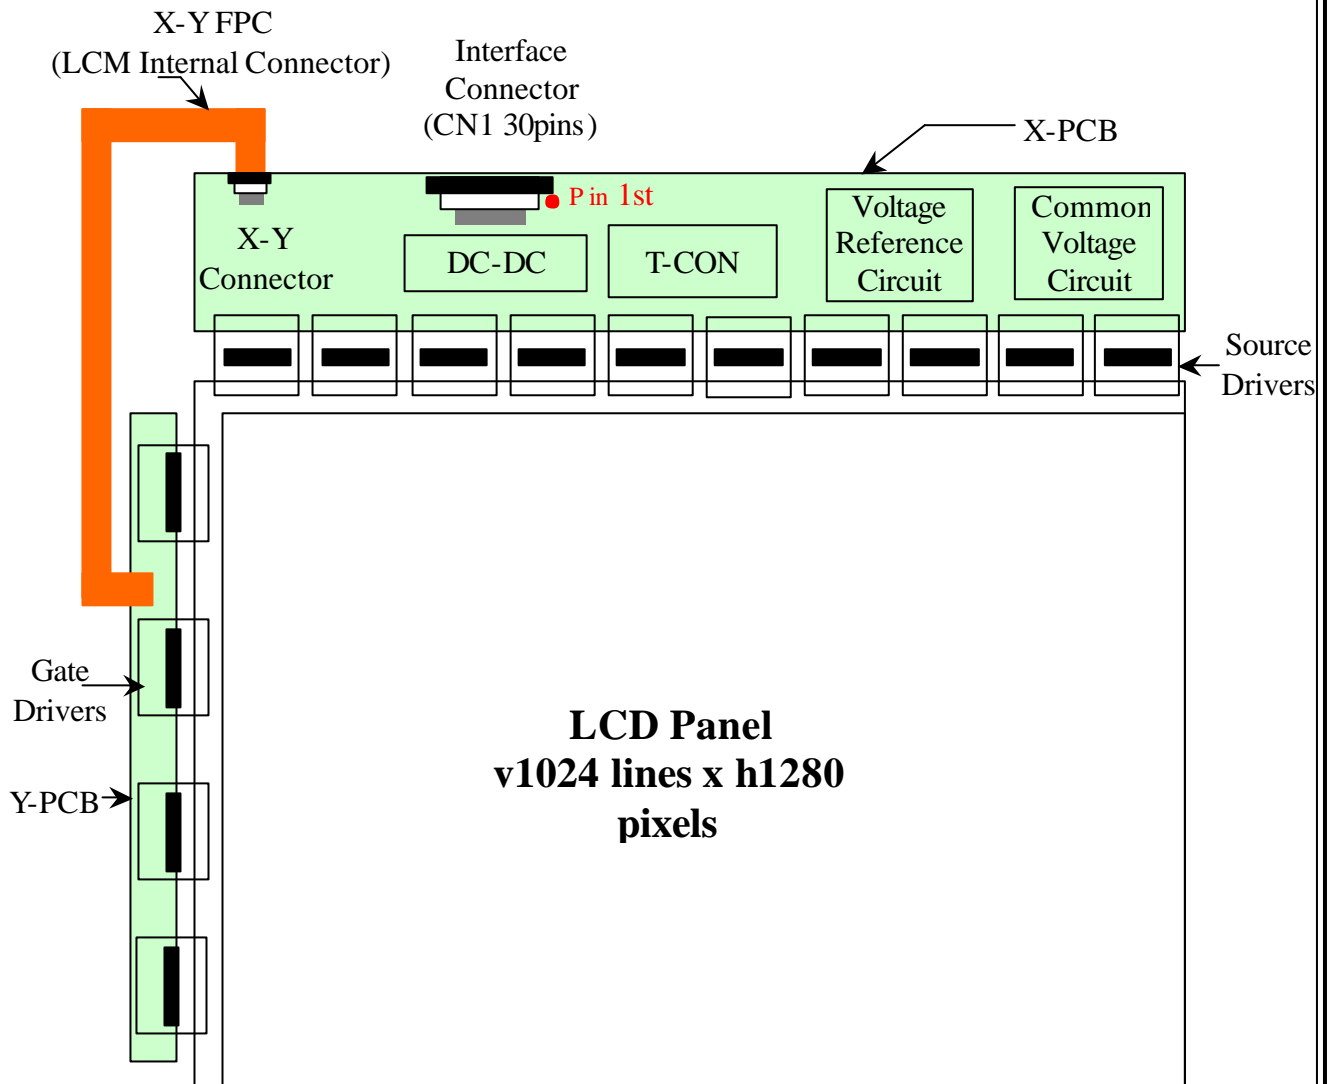 X-Y FPC
(LCM Internal Connector)
Interface
Connector
(CN1 30pins)
X-PCB
Pin 1st
X-Y
Connector
DC-DC
T-CON
Voltage
Reference
Circuit
Common
Voltage
Circuit
Source
Drivers
Gate
Drivers
Y-PCB
LCD Panel
v1024 lines x h1280
pixels